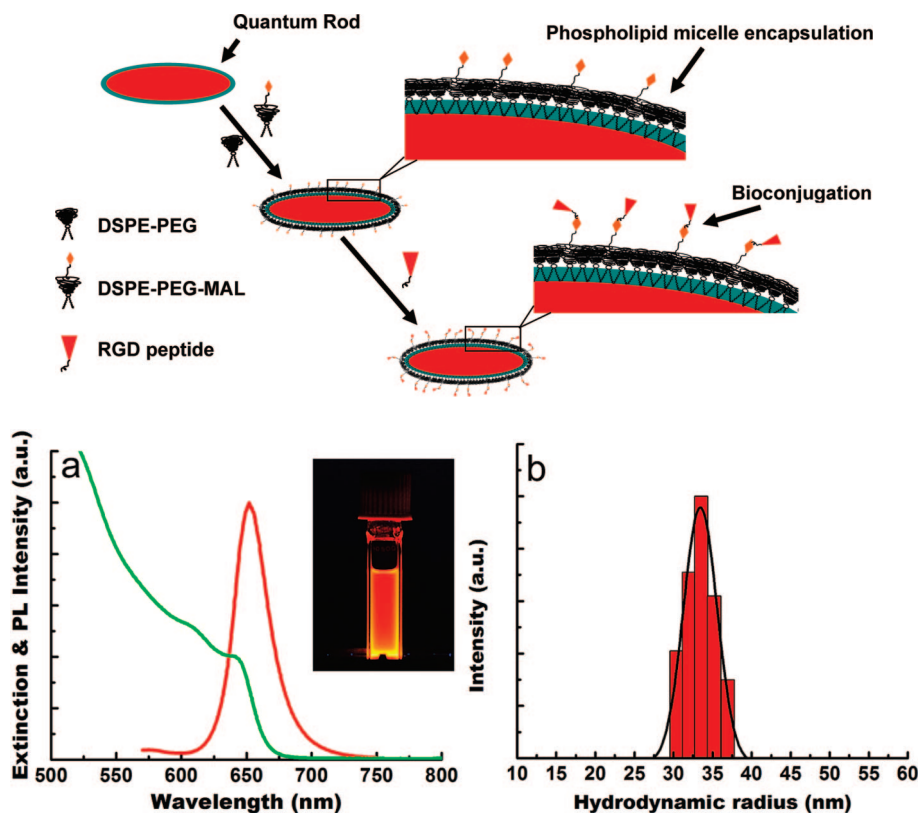 Quantum Rod
Phospholipid micelle encapsulation
Bioconjugation
DSPE-PEG
DSPE-PEG-MAL
RGD peptide
a
Extinction & PL Intensity (a.u.)
500 550 600 650 700 750 800
Wavelength (nm)
b
Intensity (a.u.)
10 15 20 25 30 35 40 45 50 55 60
Hydrodynamic radius (nm)